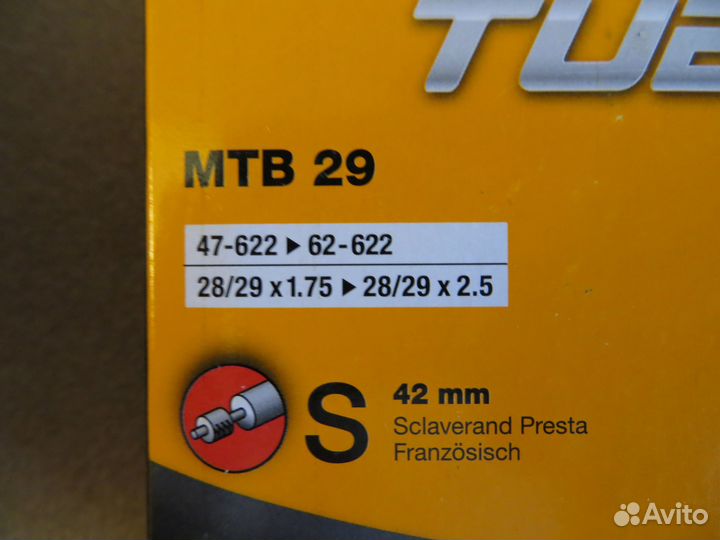 MTB 29
47-622 ▶ 62-622
28/29 x 1.75 ▶ 28/29 x 2.5
S
42 mm
Sclaverand Presta
Französisch
Avito